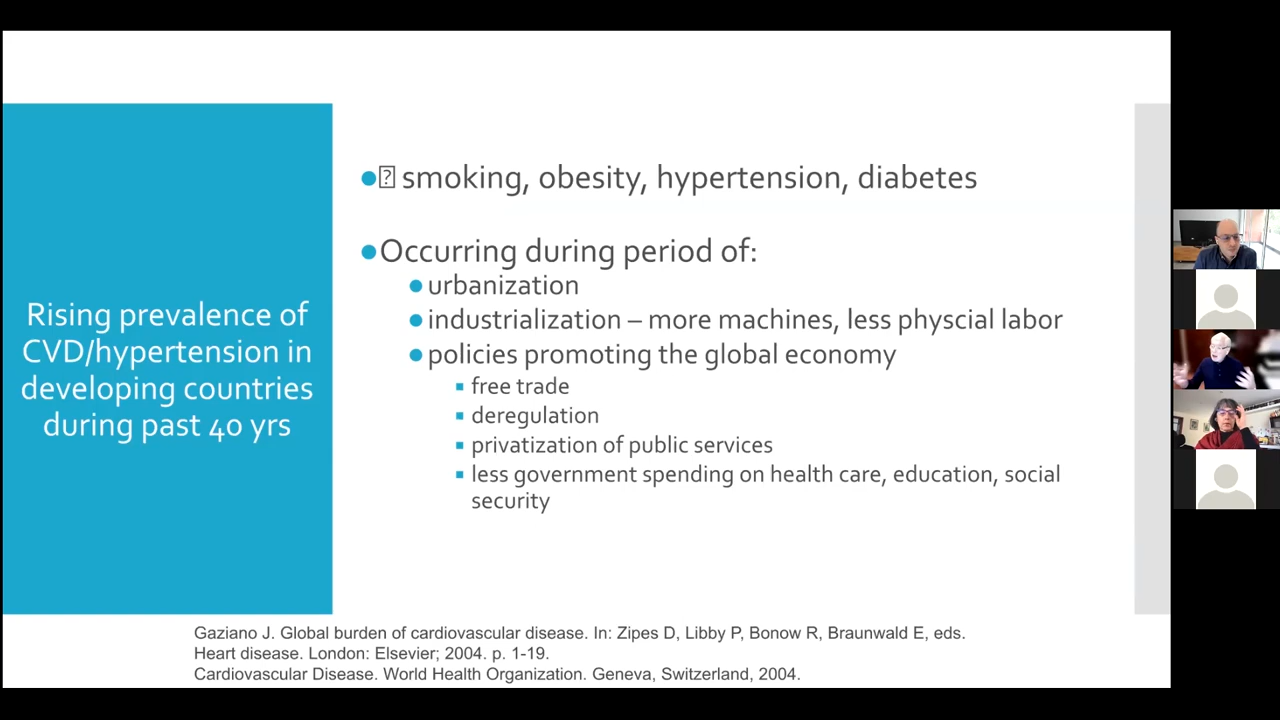 Rising prevalence of
CVD/hypertension in
developing countries
during past 40 yrs
smoking, obesity, hypertension, diabetes
Occurring during period of:
urbanization
industrialization – more machines, less physcial labor
policies promoting the global economy
free trade
deregulation
privatization of public services
less government spending on health care, education, social
security
Gaziano J. Global burden of cardiovascular disease. In: Zipes D, Libby P, Bonow R, Braunwald E, eds.
Heart disease. London: Elsevier; 2004. p. 1-19.
Cardiovascular Disease. World Health Organization. Geneva, Switzerland, 2004.